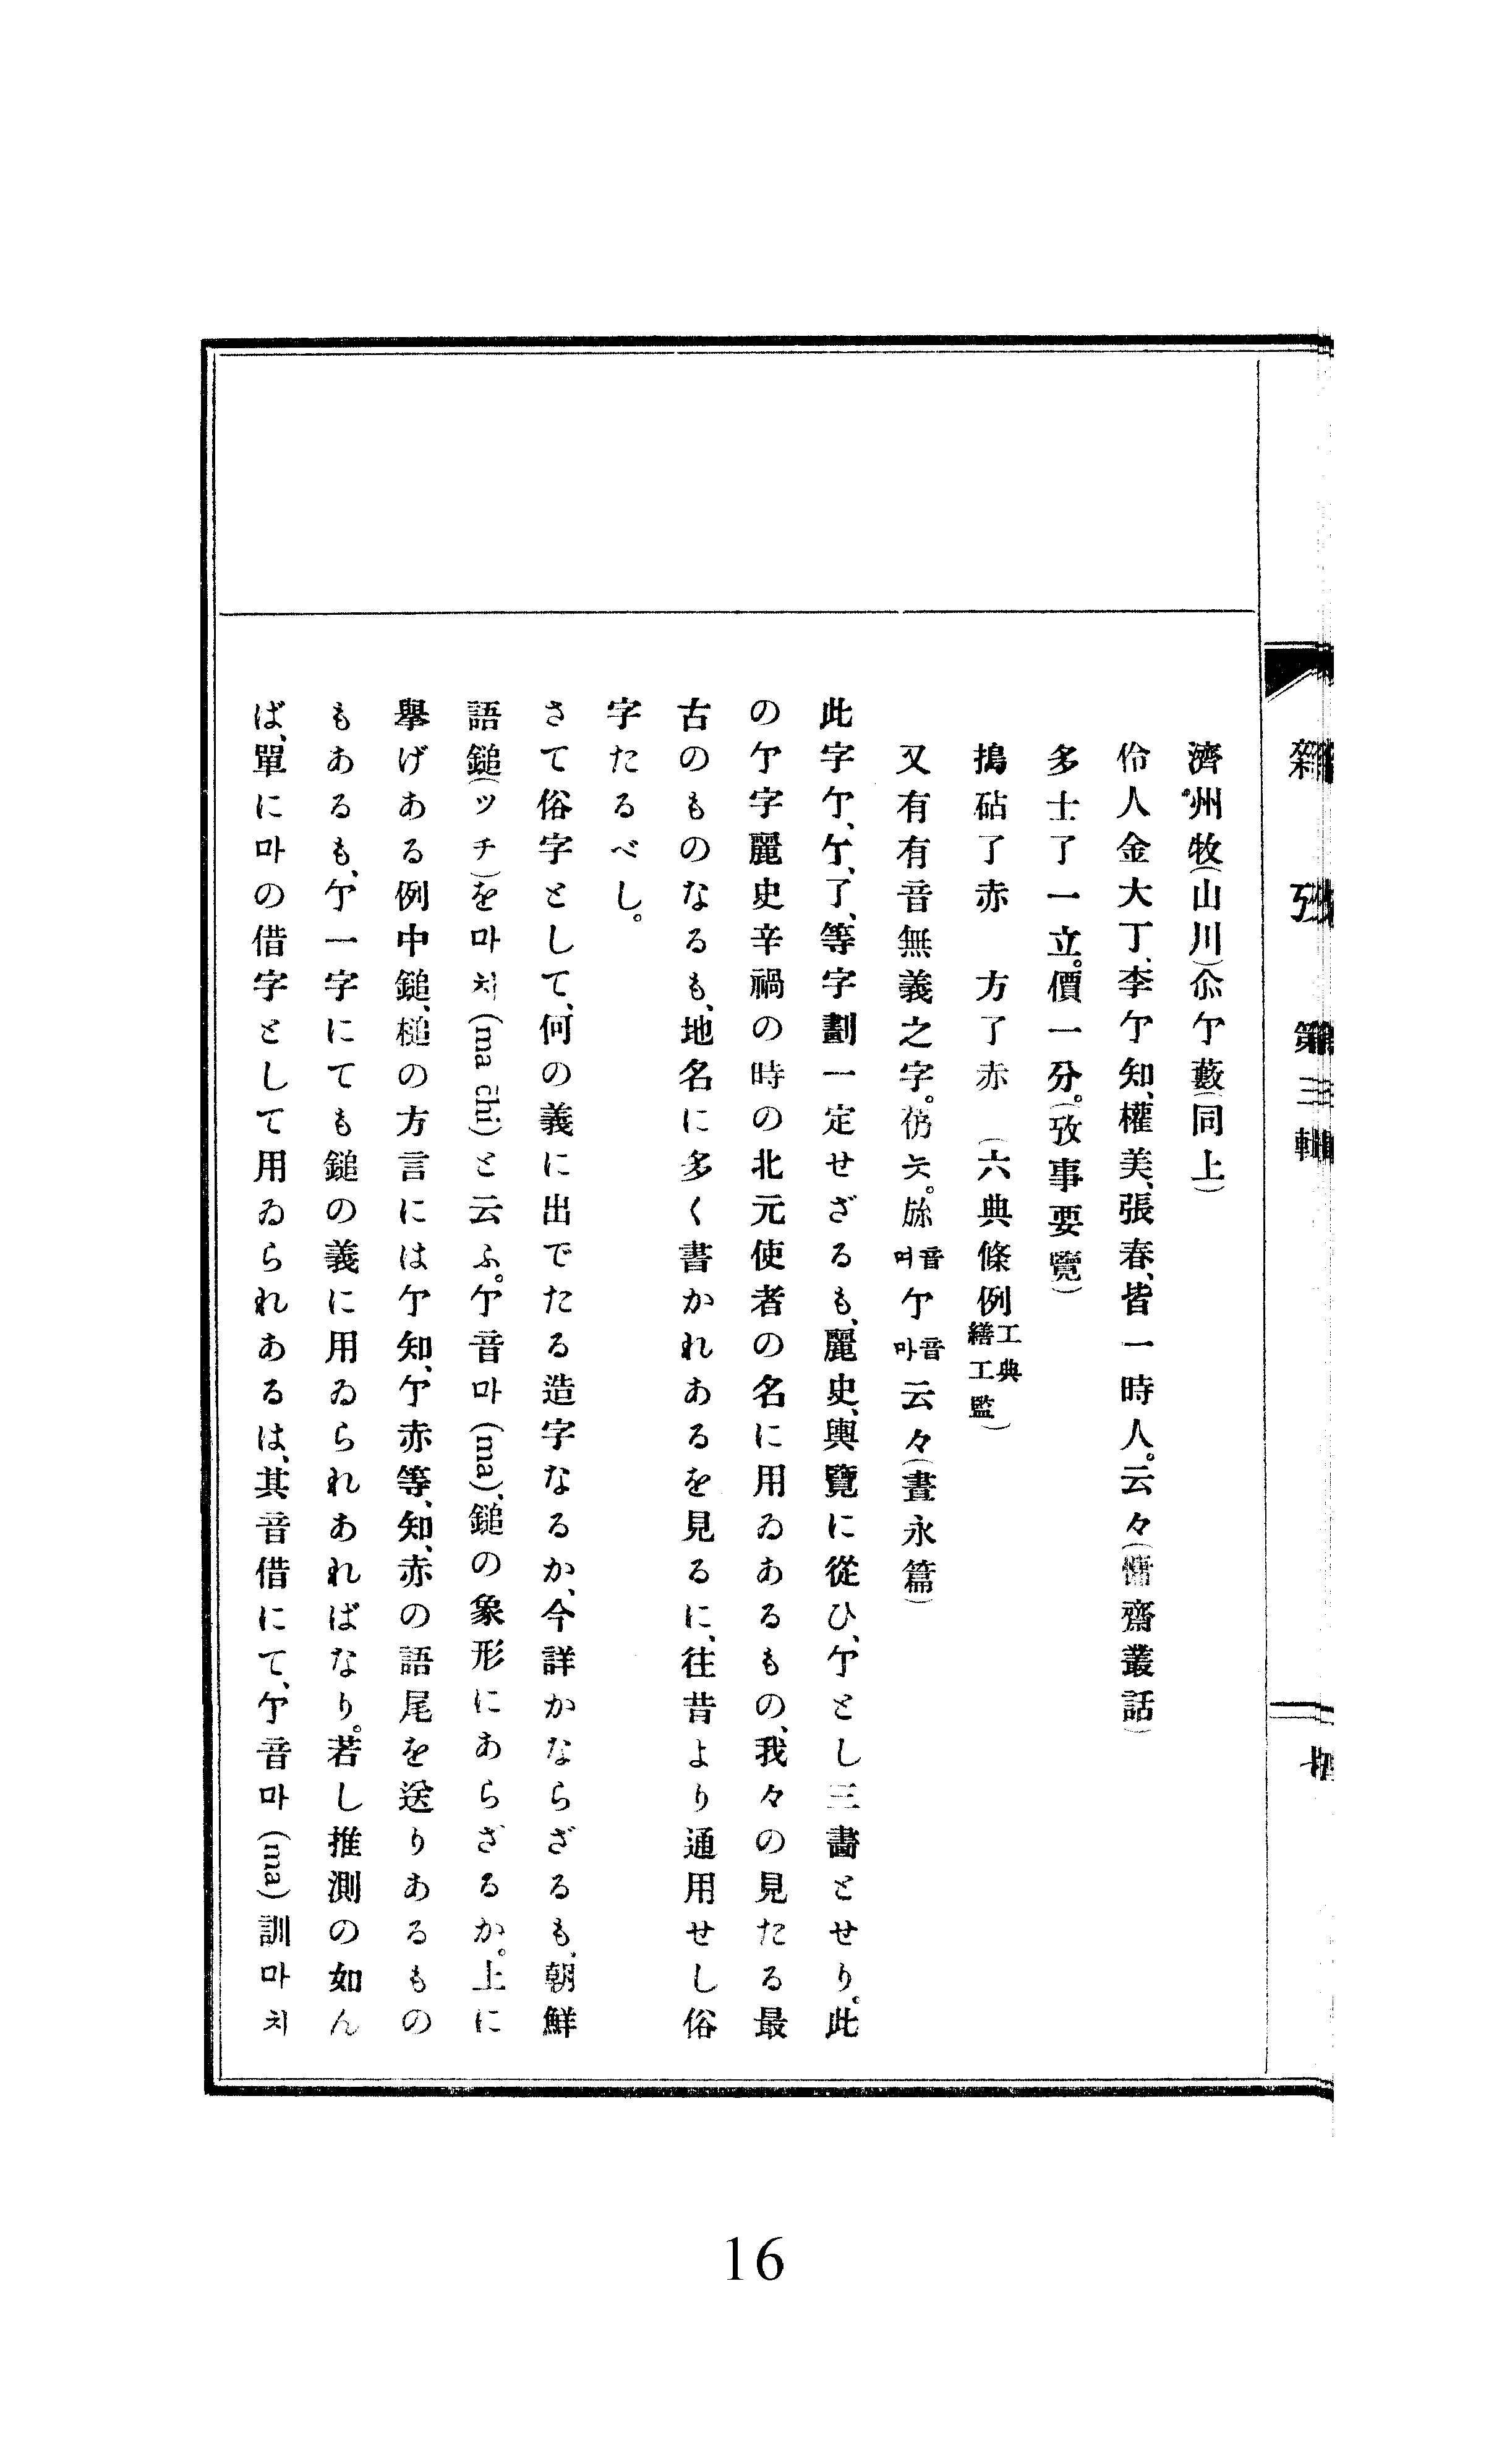 雜攷 第三輯
濟州。牧(山川)尒亇藪(同上)
伶人金大丁、李亇知、權美、張春、皆一時人。云々(慵齋叢話)
多士了一立。價一分。(攷事要覽)
搗砧了赤　方了赤　(六典條例工典繕工監)
又有有音無義之字。仿 音며亇音마云々(晝永篇)
此字亇、亇、了、等字劃一定せざるも、麗史、輿覽に從ひ、亇とし三畵とせり。此
の亇字麗史辛禍の時の北元使者の名に用ゐあるもの、我々の見たる最
古のものなるも、地名に多く書かれあるを見るに、往昔より通用せし俗
字たるべし。
さて俗字として、何の義に出でたる造字なるか、今詳かならざるも、朝鮮
語鎚(ツチ)を마치(ma čhi)と云ふ。亇音마(ma)、鎚の象形にあらざるか。上に
擧げある例中鎚、槌の方言には亇知、亇赤等、知、赤の語尾を送りあるもの
もあるも、亇一字にても鎚の義に用ゐられあればなり。若し推測の如ん
ば、單に마の借字として用ゐられあるは、其音借にて、亇音마(ma)訓마치
16